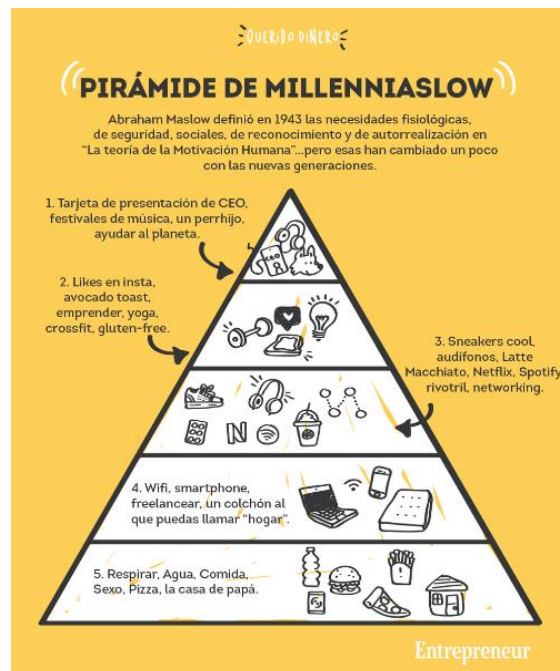 QUERIDO DINERO
PIRÁMIDE DE MILLENNIASLOW
Abraham Maslow definió en 1943 las necesidades fisiológicas,
de seguridad, sociales, de reconocimiento y de autorrealización en
"La teoría de la Motivación Humana"...pero esas han cambiado un poco
con las nuevas generaciones.
1. Tarjeta de presentación de CEO,
festivales de música, un perrhijo,
ayudar al planeta.
CEO
2. Likes en insta,
avocado toast,
emprender, yoga,
crossfit, gluten-free.
3. Sneakers cool,
audífonos, Latte
Macchiato, Netflix, Spotify
rivotril, networking.
N
4. Wifi, smartphone,
freelancear, un colchón al
que puedas llamar "hogar".
5. Respirar, Agua, Comida,
Sexo, Pizza, la casa de papá.
Entrepreneur